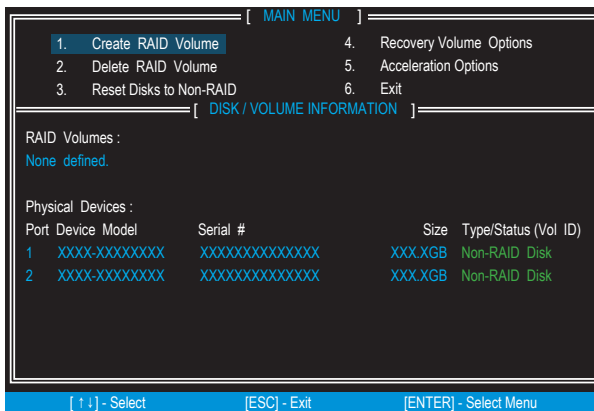 [ MAIN MENU ]
1. Create RAID Volume 4. Recovery Volume Options
2. Delete RAID Volume 5. Acceleration Options
3. Reset Disks to Non-RAID 6. Exit
[ DISK / VOLUME INFORMATION ]
RAID Volumes :
None defined.
Physical Devices :
Port Device Model Serial # Size Type/Status (Vol ID)
1 XXXX-XXXXXXXX XXXXXXXXXXXXXX XXX.XGB Non-RAID Disk
2 XXXX-XXXXXXXX XXXXXXXXXXXXXX XXX.XGB Non-RAID Disk
[ ↑↓] - Select [ESC] - Exit [ENTER] - Select Menu